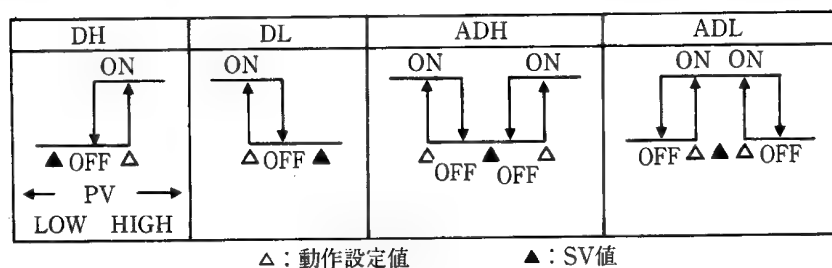 DH DL ADH ADL
ON ON ON ON ON ON
▲ OFF △ △ OFF ▲ △ OFF ▲ OFF △ OFF △ ▲ △ OFF
← PV →
LOW HIGH
△：動作設定値 ▲：SV値